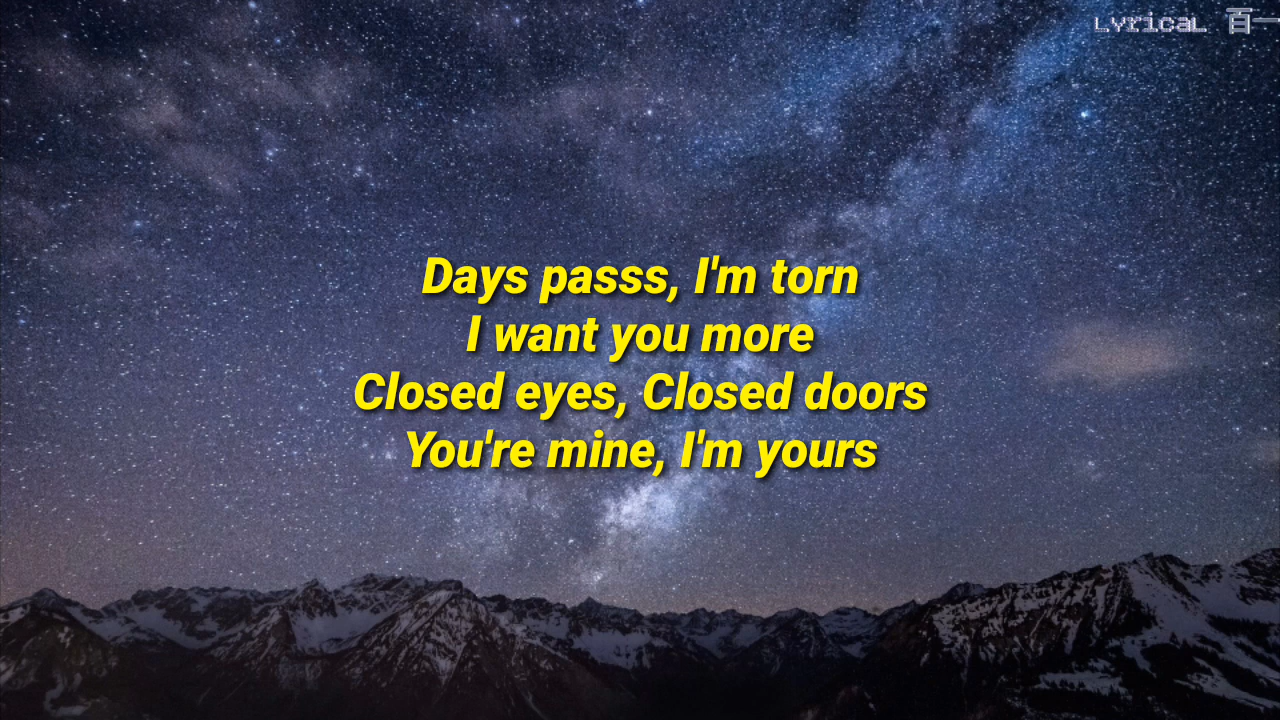 LYricaL 百一
Days passs, I'm torn
I want you more
Closed eyes, Closed doors
You're mine, I'm yours